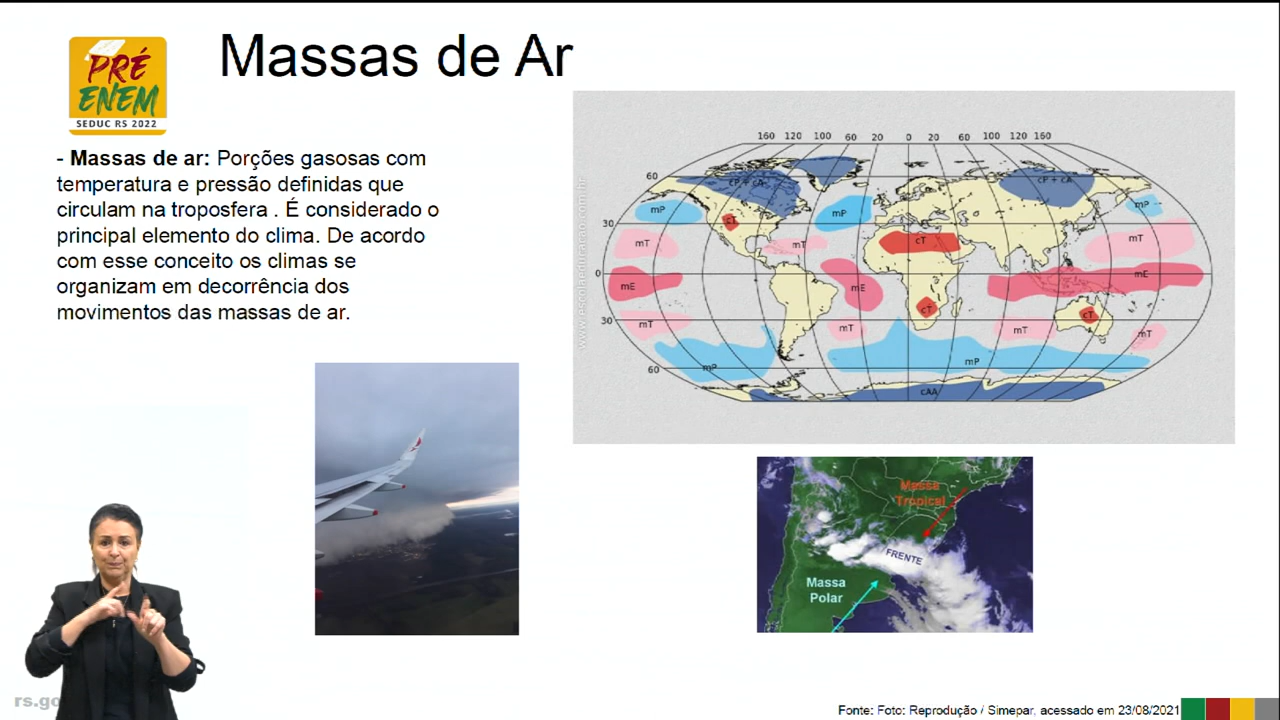 PRÉ
ENEM
SEDUC RS 2022
Massas de Ar
- Massas de ar: Porções gasosas com
temperatura e pressão definidas que
circulam na troposfera . É considerado o
principal elemento do clima. De acordo
com esse conceito os climas se
organizam em decorrência dos
movimentos das massas de ar.
160 120 100 60 20 0 20 60 100 120 160
60
cP + cA
cP + cA
mP
mP
mP
30
cT
cT
mT
mT
mT
0
mE
mE
mE
cT
cT
30
mT
mT
mT
mT
60
mP
mP
cAA
www.escolaeducacao.com.br
Massa
Tropical
FRENTE
Massa
Polar
rs.go
Fonte: Foto: Reprodução / Simepar, acessado em 23/08/2021